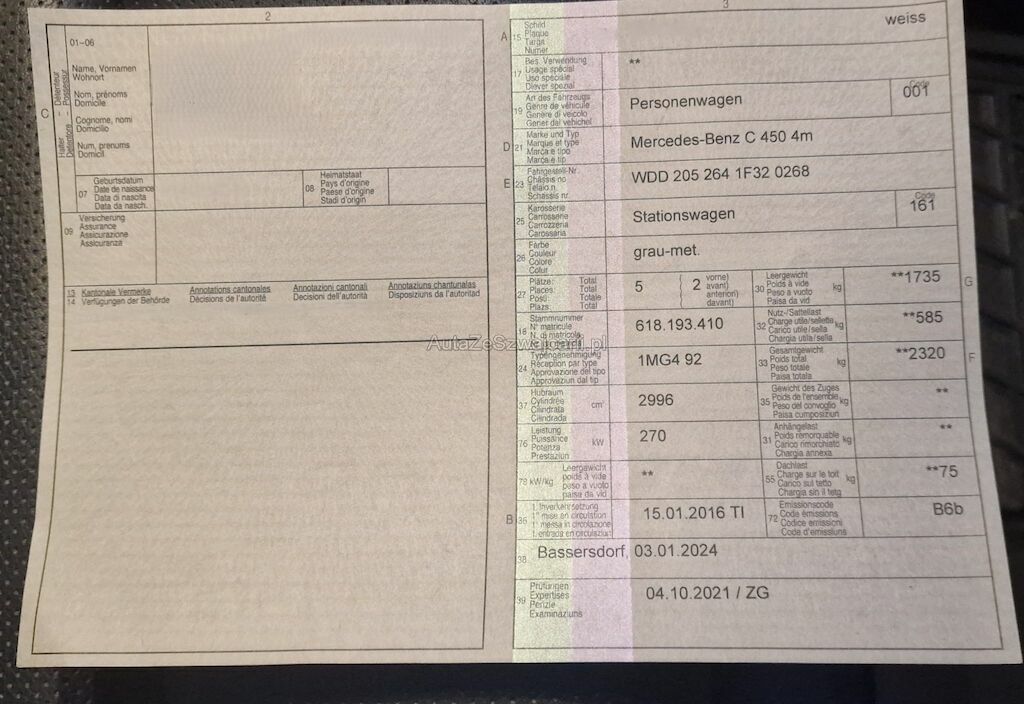 2
01–06
Name, Vornamen
Wohnort
Nom, prénoms
Domicile
Cognome, nomi
Domicilio
Num, prenums
Domicil
C
Halter – Détenteur
Detentore – Possessur
07
Geburtsdatum
Date de naissance
Data di nascita
Data da nasch.
08
Heimatstaat
Pays d'origine
Paese d'origine
Stadi d'origin
09
Versicherung
Assurance
Assicurazione
Assicuranza
13 Kantonale Vermerke
14 Verfügungen der Behörde
Annotations cantonales
Décisions de l'autorité
Annotazioni cantonali
Decisioni dell'autorità
Annotaziuns chantunalas
Disposiziuns da l'autoritad
AutaZeSzwajcarii.pl
3
A 15
Schild
Plaque
Targa
Numer
weiss
17
Bes. Verwendung
Usage spécial
Uso speciale
Diever spezial
**
19
Art des Fahrzeugs
Genre de véhicule
Genere di veicolo
Gener dal vehichel
Personenwagen
Code
001
D 21
Marke und Typ
Marque et type
Marca e tipo
Marca e tip
Mercedes-Benz C 450 4m
E 23
Fahrgestell-Nr.
Châssis no
Telaio n.
Schassis nr.
WDD 205 264 1F32 0268
25
Karosserie
Carrosserie
Carrozzeria
Carossaria
Stationswagen
Code
161
26
Farbe
Couleur
Colore
Colur
grau-met.
27
Plätze: Total
Places: Total
Posti: Totale
Plazs: Total
5
2
vorne)
avant)
anteriori)
davant)
30
Leergewicht
Poids à vide
Peso a vuoto
Paisa da vid
kg
**1735
G
18
Stammnummer
N° matricule
N. di matricola
618.193.410
32
Nutz-/Sattellast
Charge utile/sellette
Carico utile/sella
Chargia utila/sella
kg
**585
24
Typengenehmigung
Réception par type
Approvazione del tipo
Approvaziun dal tip
1MG4 92
33
Gesamtgewicht
Poids total
Peso totale
Paisa totala
kg
**2320
F
37
Hubraum
Cylindrée
Cilindrata
Cilindrada
cm³
2996
35
Gewicht des Zuges
Poids de l'ensemble
Peso del convoglio
Paisa cumposiziun
kg
**
76
Leistung
Puissance
Potenza
Prestaziun
kW
270
31
Anhängelast
Poids remorquable
Carico rimorchiato
Chargia annexa
kg
**
78 kW/kg
Leergewicht
poids à vide
peso a vuoto
paisa da vid
**
55
Dachlast
Charge sur le toit
Carico sul tetto
Chargia sin il tetg
kg
**75
B 36
1. Inverkehrsetzung
1re mise en circulation
1a messa in circolazione
1. entrada en circulaziun
15.01.2016 TI
72
Emissionscode
Code émissions
Codice emissioni
Code d'emissiuns
B6b
38
Bassersdorf, 03.01.2024
39
Prüfungen
Expertises
Perizie
Examinaziuns
04.10.2021 / ZG